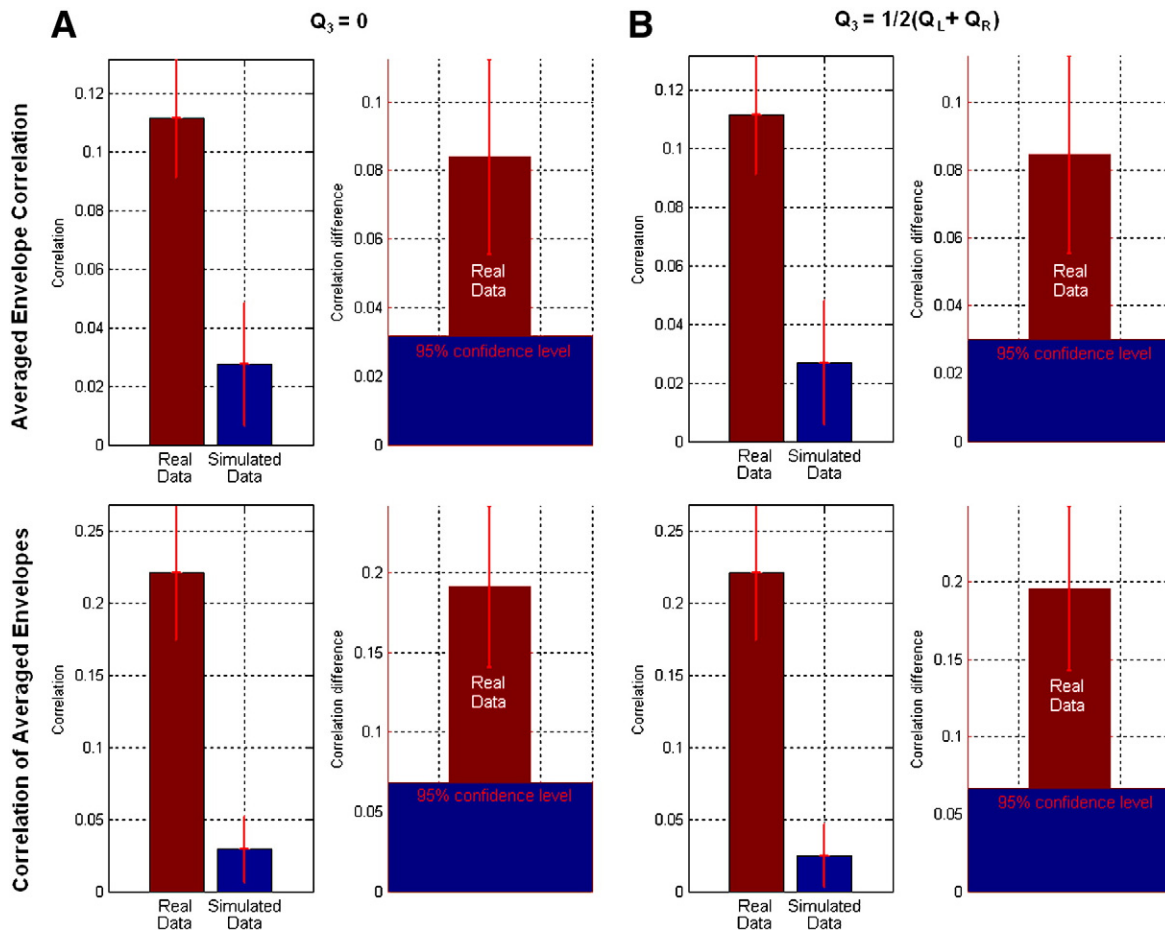 A
Q3 = 0
B
Q3 = 1/2(QL + QR)
Averaged Envelope Correlation
Correlation
0.12
0.1
0.08
0.06
0.04
0.02
0
Real Data
Simulated Data
Correlation difference
0.1
0.08
0.06
0.04
0.02
0
Real Data
95% confidence level
Correlation
0.12
0.1
0.08
0.06
0.04
0.02
0
Real Data
Simulated Data
Correlation difference
0.1
0.08
0.06
0.04
0.02
0
Real Data
95% confidence level
Correlation of Averaged Envelopes
Correlation
0.25
0.2
0.15
0.1
0.05
0
Real Data
Simulated Data
Correlation difference
0.2
0.15
0.1
0.05
0
Real Data
95% confidence level
Correlation
0.25
0.2
0.15
0.1
0.05
0
Real Data
Simulated Data
Correlation difference
0.2
0.15
0.1
0.05
0
Real Data
95% confidence level